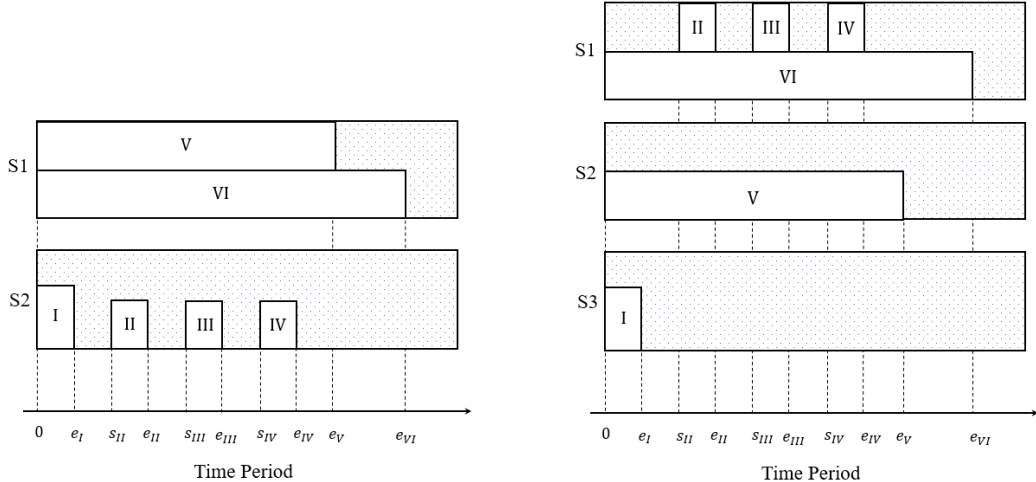 S1
V
VI
S2
I
II
III
IV
0 e_I s_II e_II s_III e_III s_IV e_IV e_V e_VI
Time Period
S1
II III IV
VI
S2
V
S3
I
0 e_I s_II e_II s_III e_III s_IV e_IV e_V e_VI
Time Period